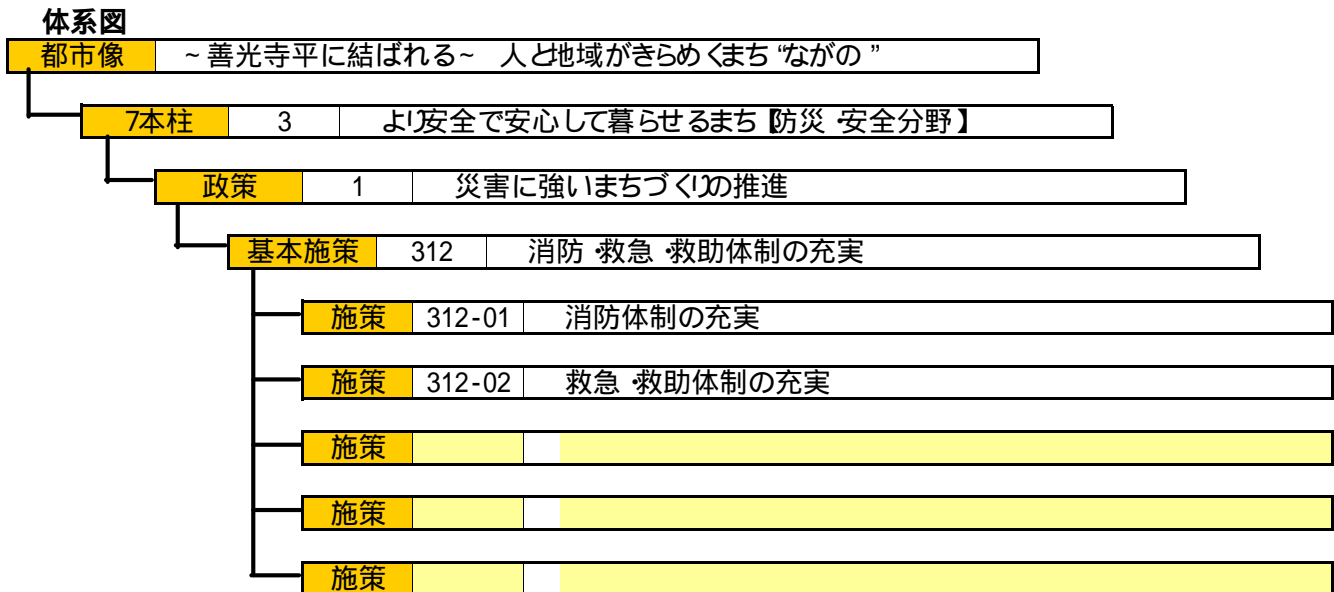 体系図
都市像 ~善光寺平に結ばれる~ 人と地域がきらめくまち“ながの”
7本柱 3 より安全で安心して暮らせるまち【防災・安全分野】
政策 1 災害に強いまちづくりの推進
基本施策 312 消防・救急・救助体制の充実
施策 312-01 消防体制の充実
施策 312-02 救急・救助体制の充実
施策
施策
施策